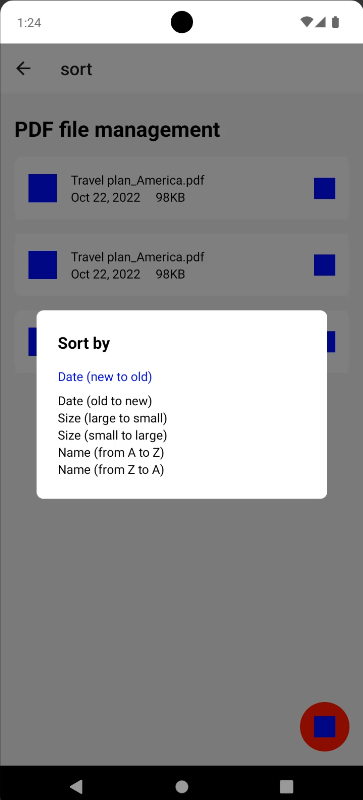 1:24
sort
PDF file management
Travel plan_America.pdf
Oct 22, 2022 98KB
Travel plan_America.pdf
Oct 22, 2022 98KB
Sort by
Date (new to old)
Date (old to new)
Size (large to small)
Size (small to large)
Name (from A to Z)
Name (from Z to A)